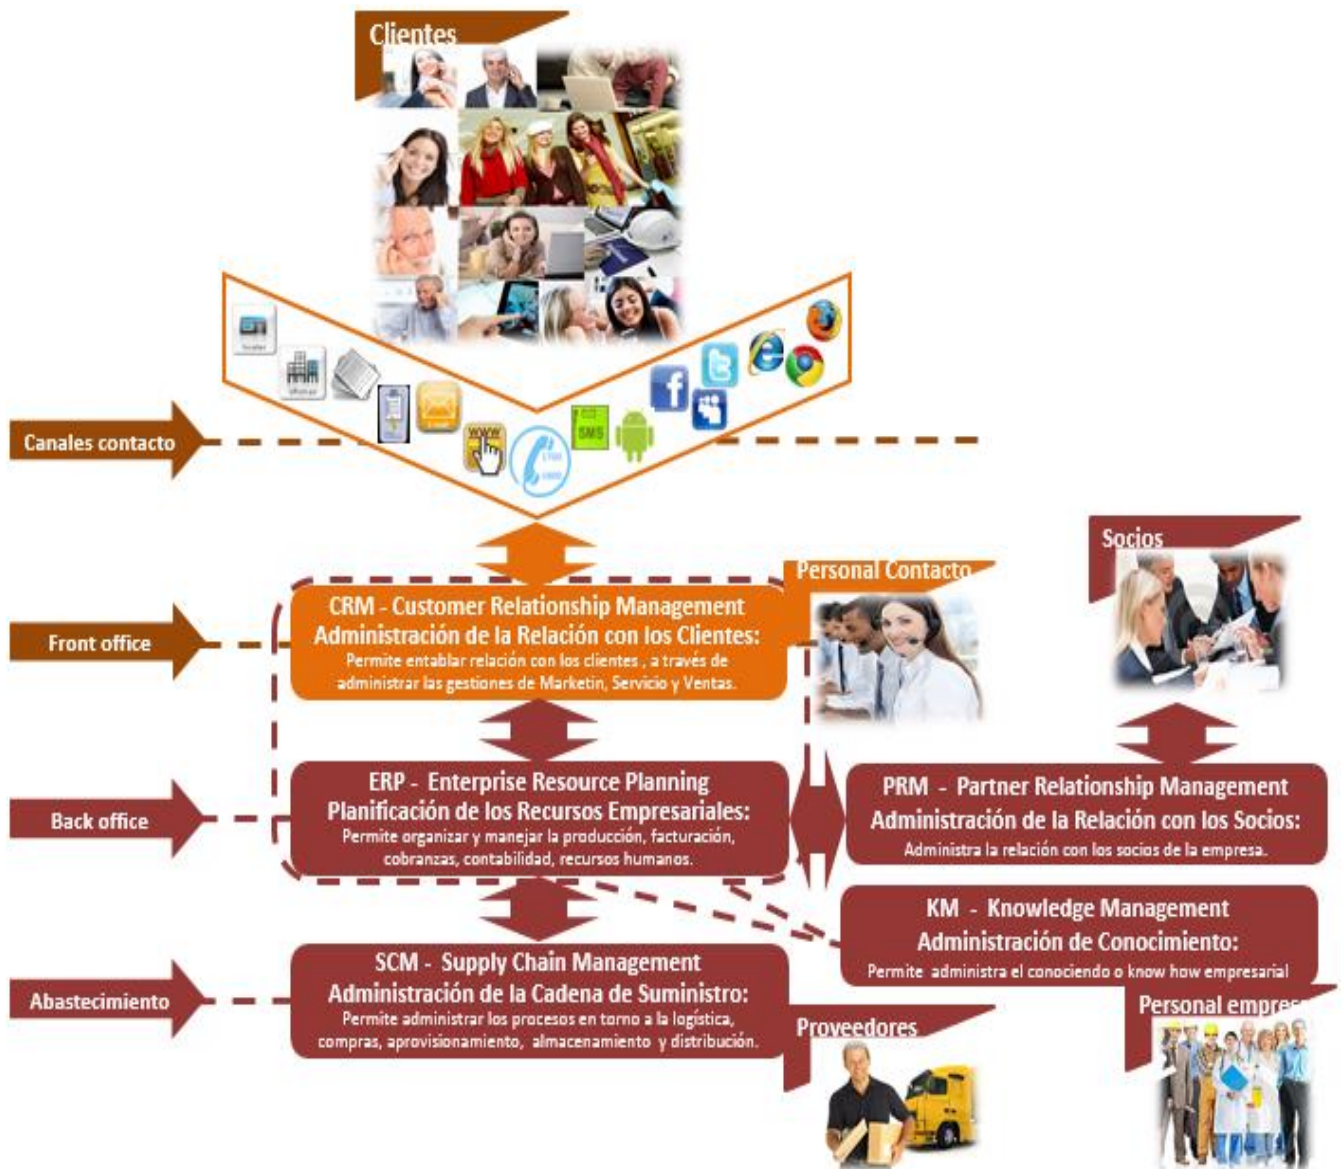 Clientes
WWW
SMS
Canales contacto
Socios
Personal Contacto
CRM - Customer Relationship Management
Administración de la Relación con los Clientes:
Permite entablar relación con los clientes , a través de
administrar las gestiones de Marketin, Servicio y Ventas.
Front office
ERP - Enterprise Resource Planning
Planificación de los Recursos Empresariales:
Permite organizar y manejar la producción, facturación,
cobranzas, contabilidad, recursos humanos.
Back office
PRM - Partner Relationship Management
Administración de la Relación con los Socios:
Administra la relación con los socios de la empresa.
KM - Knowledge Management
Administración de Conocimiento:
Permite administra el conociendo o know how empresarial
SCM - Supply Chain Management
Administración de la Cadena de Suministro:
Permite administrar los procesos en torno a la logística,
compras, aprovisionamiento, almacenamiento y distribución.
Abastecimiento
Proveedores
Personal empres